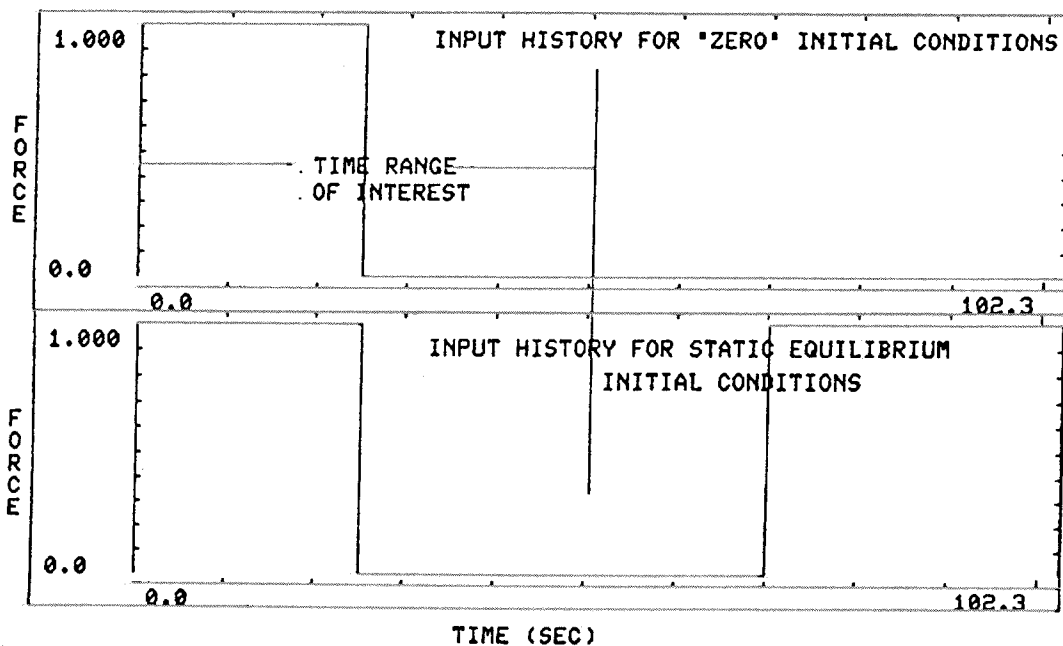 1.000
INPUT HISTORY FOR "ZERO" INITIAL CONDITIONS
FORCE
. TIME RANGE
. OF INTEREST
0.0
0.0
102.3
1.000
INPUT HISTORY FOR STATIC EQUILIBRIUM
INITIAL CONDITIONS
FORCE
0.0
0.0
102.3
TIME (SEC)